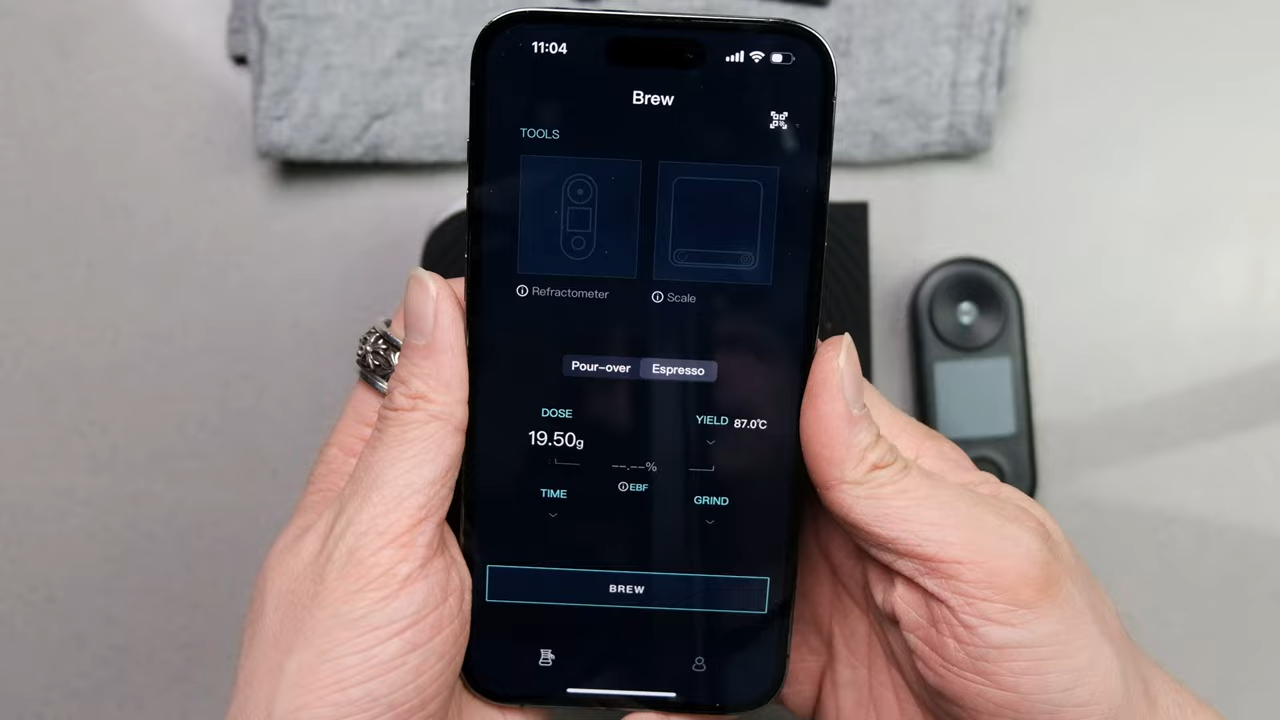 11:04
Brew
TOOLS
Refractometer
Scale
Pour-over
Espresso
DOSE
YIELD 87.0℃
19.50g
--.--%
EBF
TIME
GRIND
BREW